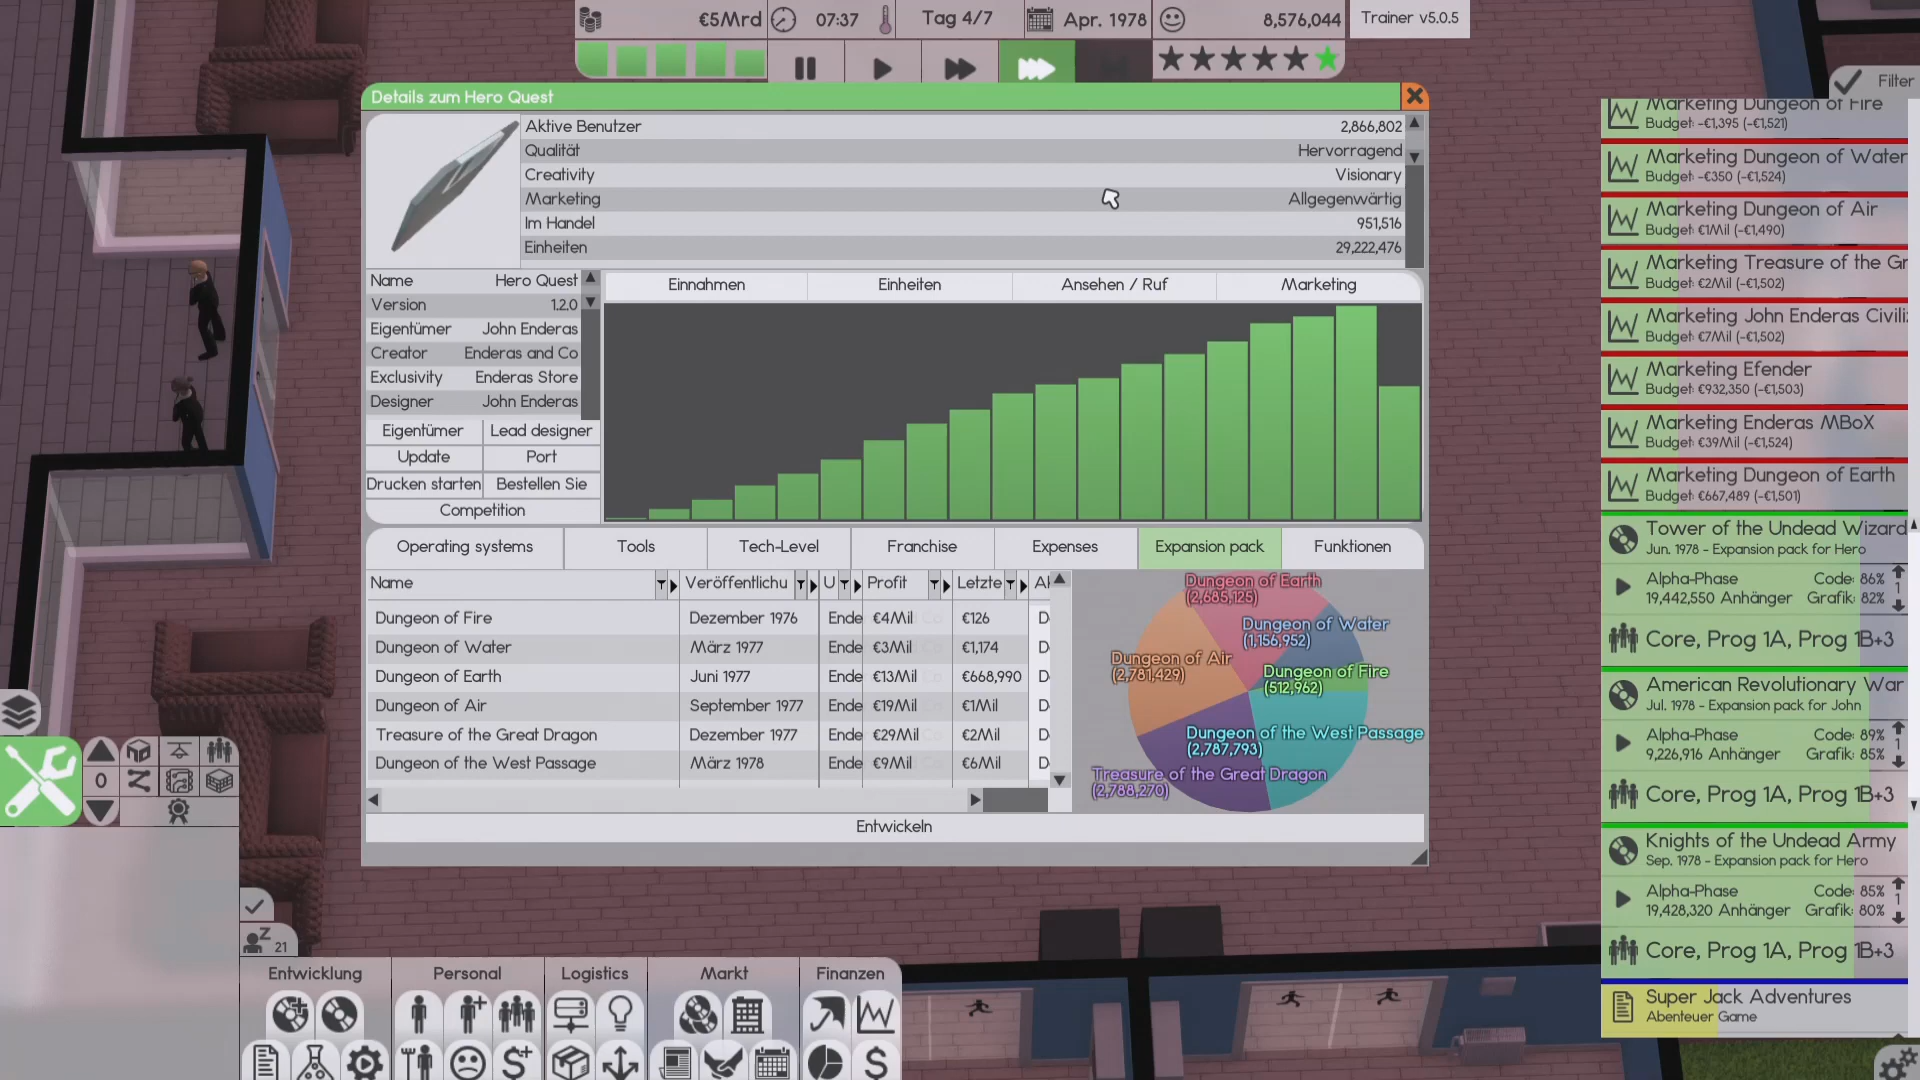 €5Mrd
07:37
Tag 4/7
Apr. 1978
8,576,044
Trainer v5.0.5
Filter
Details zum Hero Quest
Aktive Benutzer 2,866,802
Qualität Hervorragend
Creativity Visionary
Marketing Allgegenwärtig
Im Handel 951,516
Einheiten 29,222,476
Name Hero Quest
Version 1.2.0
Eigentümer John Enderas
Creator Enderas and Co
Exclusivity Enderas Store
Designer John Enderas
Eigentümer Lead designer
Update Port
Drucken starten Bestellen Sie
Competition
Einnahmen Einheiten Ansehen / Ruf Marketing
Operating systems Tools Tech-Level Franchise Expenses Expansion pack Funktionen
Name Veröffentlichu U Profit Letzte
Dungeon of Fire Dezember 1976 Ende €4Mil €126 D
Dungeon of Water März 1977 Ende €3Mil €1,174 D
Dungeon of Earth Juni 1977 Ende €13Mil €668,990 D
Dungeon of Air September 1977 Ende €19Mil €1Mil D
Treasure of the Great Dragon Dezember 1977 Ende €29Mil €2Mil D
Dungeon of the West Passage März 1978 Ende €9Mil €6Mil D
Dungeon of Earth
(2,685,125)
Dungeon of Water
(1,156,952)
Dungeon of Air
(2,781,429)
Dungeon of Fire
(512,962)
Dungeon of the West Passage
(2,787,793)
Treasure of the Great Dragon
(2,788,270)
Entwickeln
Marketing Dungeon of Fire
Budget: -€1,395 (-€1,521)
Marketing Dungeon of Water
Budget: -€350 (-€1,524)
Marketing Dungeon of Air
Budget: €1Mil (-€1,490)
Marketing Treasure of the Gr
Budget: €2Mil (-€1,502)
Marketing John Enderas Civili
Budget: €7Mil (-€1,502)
Marketing Efender
Budget: €932,350 (-€1,503)
Marketing Enderas MBoX
Budget: €39Mil (-€1,524)
Marketing Dungeon of Earth
Budget: €667,489 (-€1,501)
Tower of the Undead Wizard
Jun. 1978 - Expansion pack for Hero
Alpha-Phase Code: 86%
19,442,550 Anhänger Grafik: 82%
1
Core, Prog 1A, Prog 1B+3
American Revolutionary War
Jul. 1978 - Expansion pack for John
Alpha-Phase Code: 89%
9,226,916 Anhänger Grafik: 85%
1
Core, Prog 1A, Prog 1B+3
Knights of the Undead Army
Sep. 1978 - Expansion pack for Hero
Alpha-Phase Code: 85%
19,428,320 Anhänger Grafik: 80%
1
Core, Prog 1A, Prog 1B+3
Super Jack Adventures
Abenteuer Game
0
Z 21
Entwicklung Personal Logistics Markt Finanzen